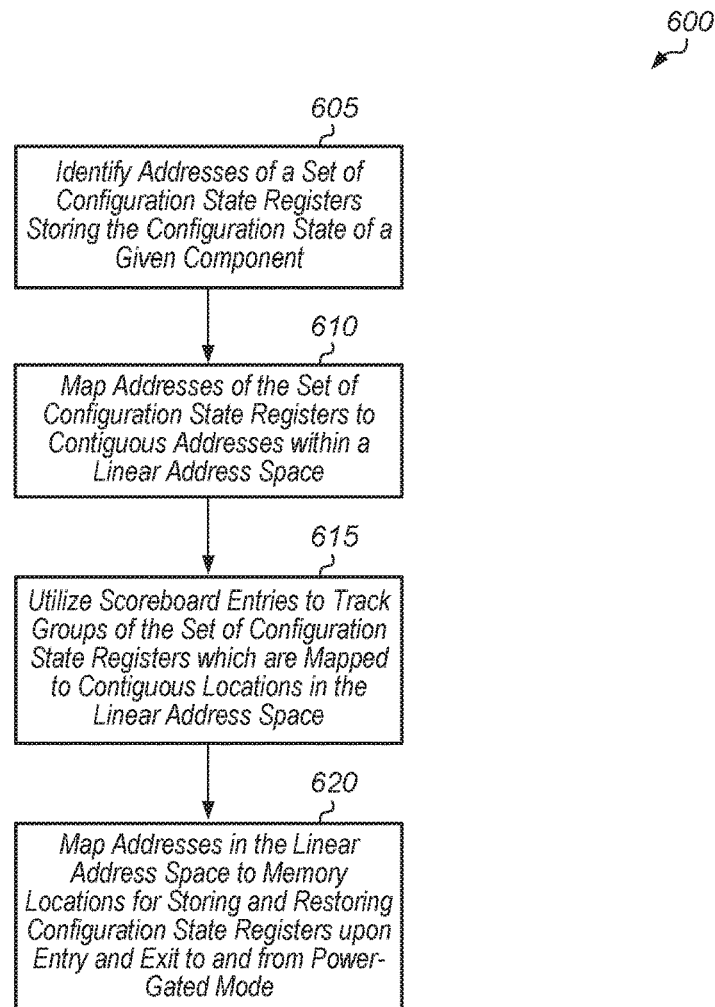 600
605
Identify Addresses of a Set of
Configuration State Registers
Storing the Configuration State of a
Given Component
610
Map Addresses of the Set of
Configuration State Registers to
Contiguous Addresses within a
Linear Address Space
615
Utilize Scoreboard Entries to Track
Groups of the Set of Configuration
State Registers which are Mapped
to Contiguous Locations in the
Linear Address Space
620
Map Addresses in the Linear
Address Space to Memory
Locations for Storing and Restoring
Configuration State Registers upon
Entry and Exit to and from Power-
Gated Mode